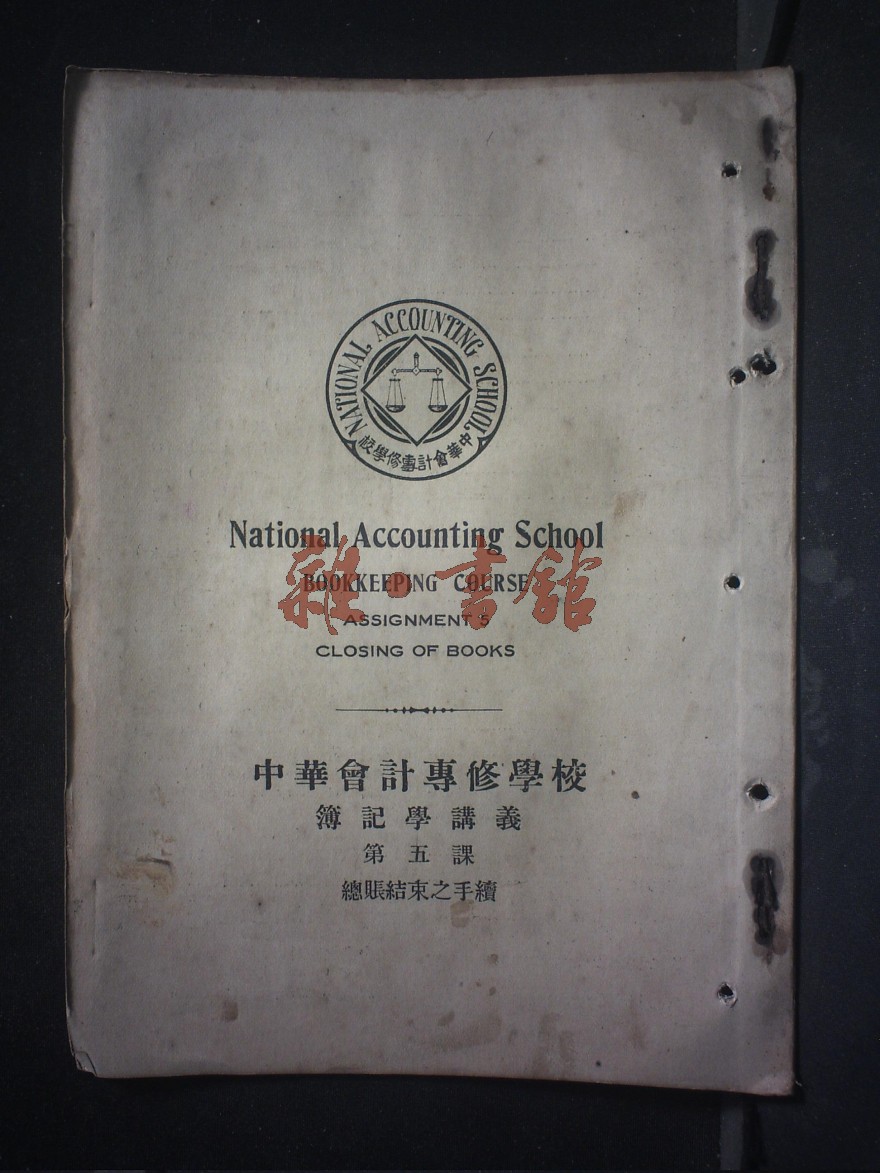 NATIONAL ACCOUNTING SCHOOL
中華會計專修學校
National Accounting School
BOOKKEEPING COURSE
ASSIGNMENT 5
CLOSING OF BOOKS
雜·書館
中華會計專修學校
簿記學講義
第五課
總賬結束之手續